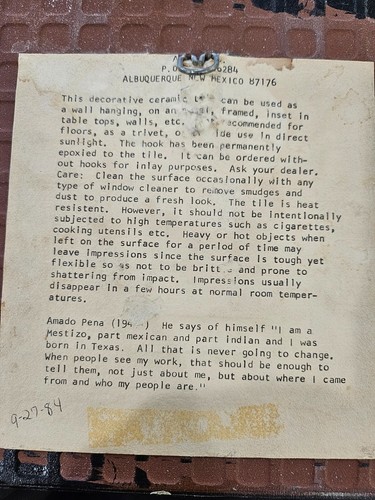 P.O. 6284
ALBUQUERQUE NEW MEXICO 87176
This decorative ceramic can be used as
a wall hanging, on an framed, inset in
table tops, walls, etc. recommended for
floors, as a trivet, o ide use in direct
sunlight. The hook has been permanently
epoxied to the tile. It can be ordered with-
out hooks for inlay purposes. Ask your dealer.
Care: Clean the surface occasionally with any
type of window cleaner to remove smudges and
dust to produce a fresh look. The tile is heat
resistent. However, it should not be intentionally
subjected to high temperatures such as cigarettes,
cooking utensils etc. Heavy or hot objects when
left on the surface for a period of time may
leave impressions since the surface is tough yet
flexible so as not to be britt and prone to
shattering from impact. Impressions usually
disappear in a few hours at normal room temper-
atures.
Amado Pena (194 ) He says of himself "I am a
Mestizo, part mexican and part indian and I was
born in Texas. All that is never going to change.
When people see my work, that should be enough to
tell them, not just about me, but about where I came
from and who my people are."
9-27-84